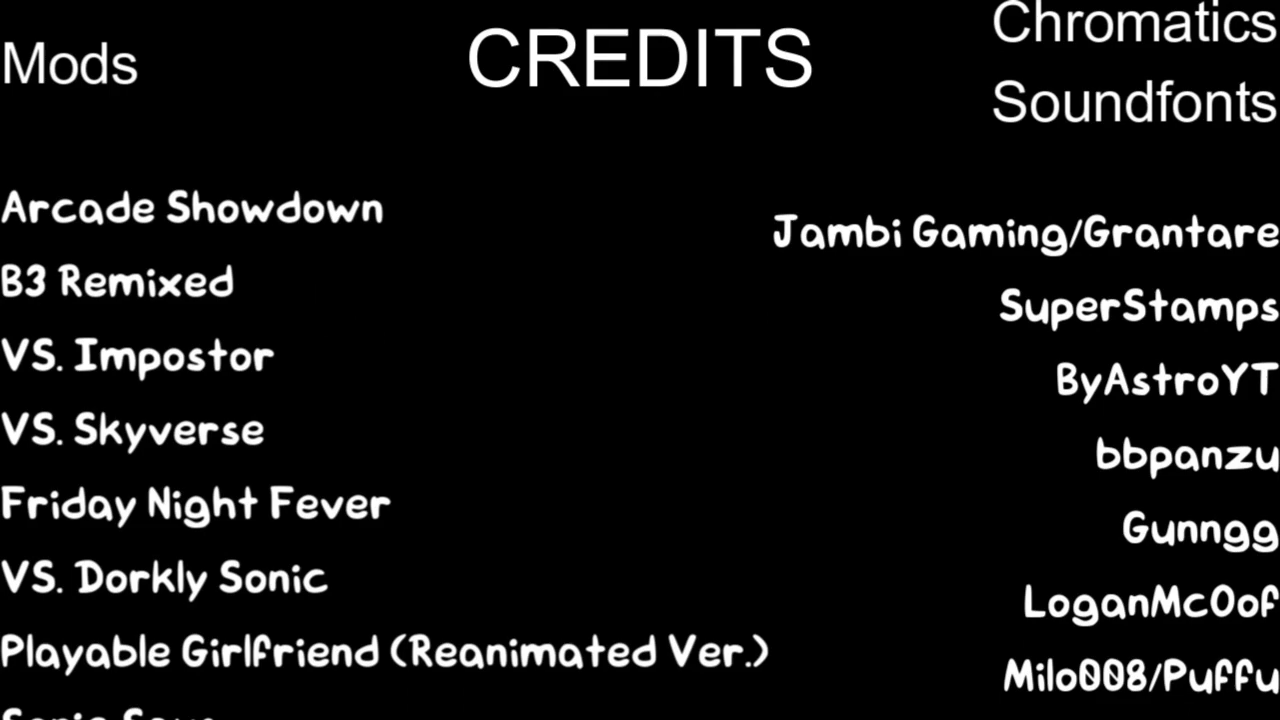 CREDITS
Mods
Arcade Showdown
B3 Remixed
VS. Impostor
VS. Skyverse
Friday Night Fever
VS. Dorkly Sonic
Playable Girlfriend (Reanimated Ver.)
Chromatics
Soundfonts
Jambi Gaming/Grantare
SuperStamps
ByAstroYT
bbpanzu
Gunngg
LoganMcOof
Milo008/Puffu